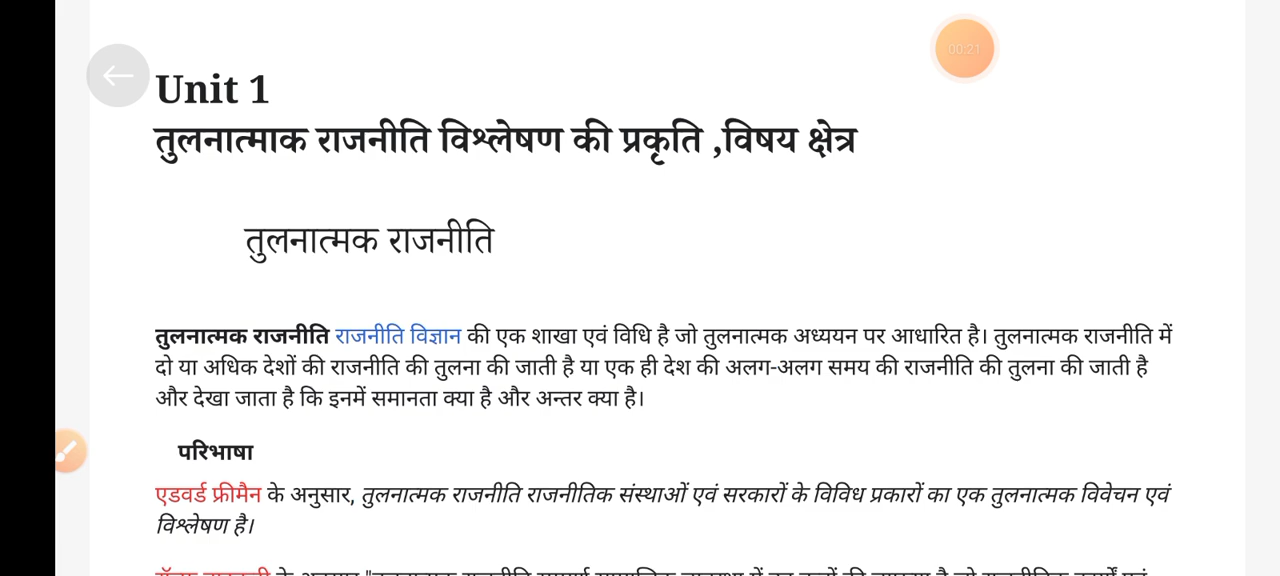 00:21
Unit 1
तुलनात्माक राजनीति विश्लेषण की प्रकृति ,विषय क्षेत्र
तुलनात्मक राजनीति
तुलनात्मक राजनीति राजनीति विज्ञान की एक शाखा एवं विधि है जो तुलनात्मक अध्ययन पर आधारित है। तुलनात्मक राजनीति में
दो या अधिक देशों की राजनीति की तुलना की जाती है या एक ही देश की अलग-अलग समय की राजनीति की तुलना की जाती है
और देखा जाता है कि इनमें समानता क्या है और अन्तर क्या है।
परिभाषा
एडवर्ड फ्रीमैन के अनुसार, तुलनात्मक राजनीति राजनीतिक संस्थाओं एवं सरकारों के विविध प्रकारों का एक तुलनात्मक विवेचन एवं
विश्लेषण है।